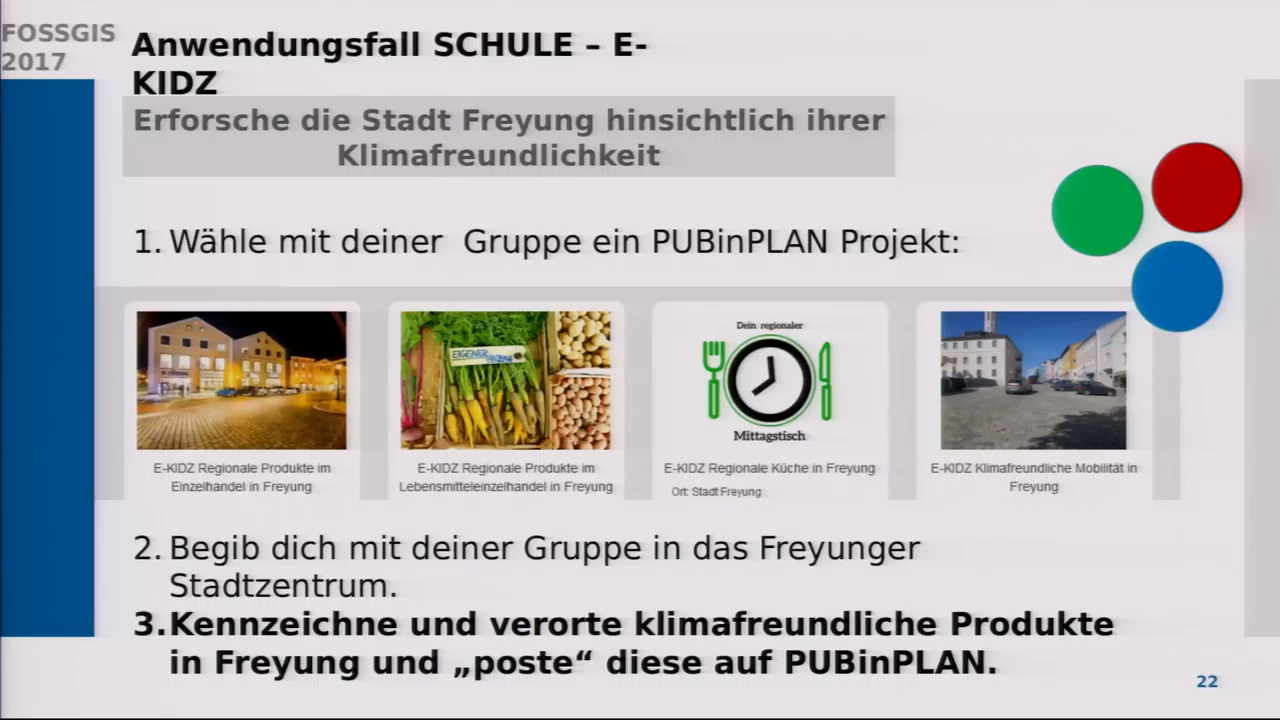 FOSSGIS
2017
Anwendungsfall SCHULE – E-
KIDZ
Erforsche die Stadt Freyung hinsichtlich ihrer
Klimafreundlichkeit
1. Wähle mit deiner Gruppe ein PUBinPLAN Projekt:
EIGENER
Dein regionaler
Mittagstisch
E-KIDZ Regionale Produkte im
Einzelhandel in Freyung
E-KIDZ Regionale Produkte im
Lebensmitteleinzelhandel in Freyung
E-KIDZ Regionale Küche in Freyung
Ort: Stadt Freyung
E-KIDZ Klimafreundliche Mobilität in
Freyung
2. Begib dich mit deiner Gruppe in das Freyunger
Stadtzentrum.
3. Kennzeichne und verorte klimafreundliche Produkte
in Freyung und „poste“ diese auf PUBinPLAN.
22